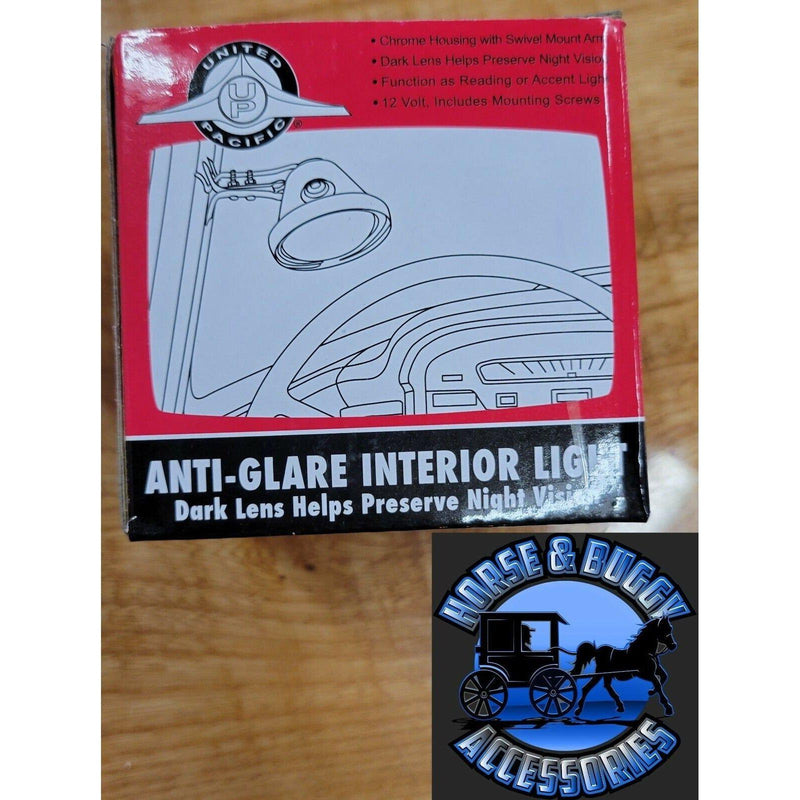 UNITED
UP
PACIFIC®
• Chrome Housing with Swivel Mount Arm
• Dark Lens Helps Preserve Night Vision
• Function as Reading or Accent Light
• 12 Volt, Includes Mounting Screws
ANTI-GLARE INTERIOR LIGHT
Dark Lens Helps Preserve Night Vision
HORSE & BUGGY
ACCESSORIES